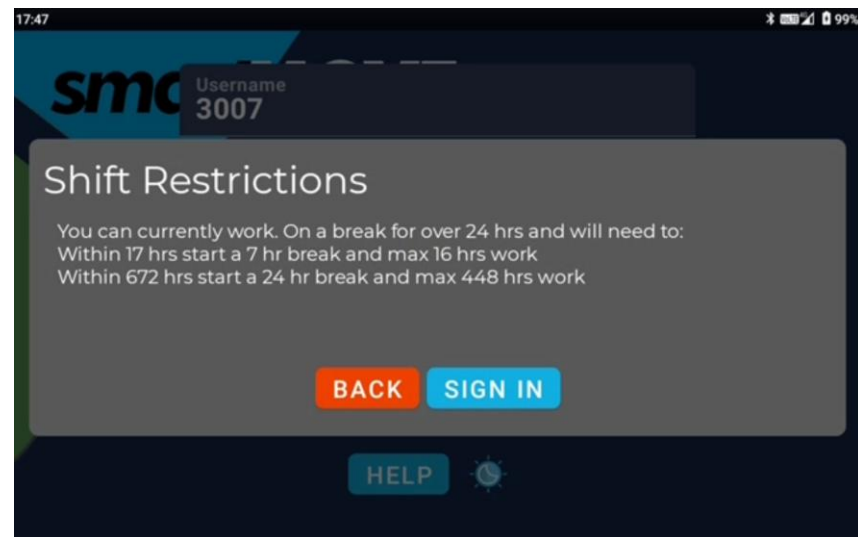 17:47
99%
Username
3007
Shift Restrictions
You can currently work. On a break for over 24 hrs and will need to:
Within 17 hrs start a 7 hr break and max 16 hrs work
Within 672 hrs start a 24 hr break and max 448 hrs work
BACK SIGN IN
HELP